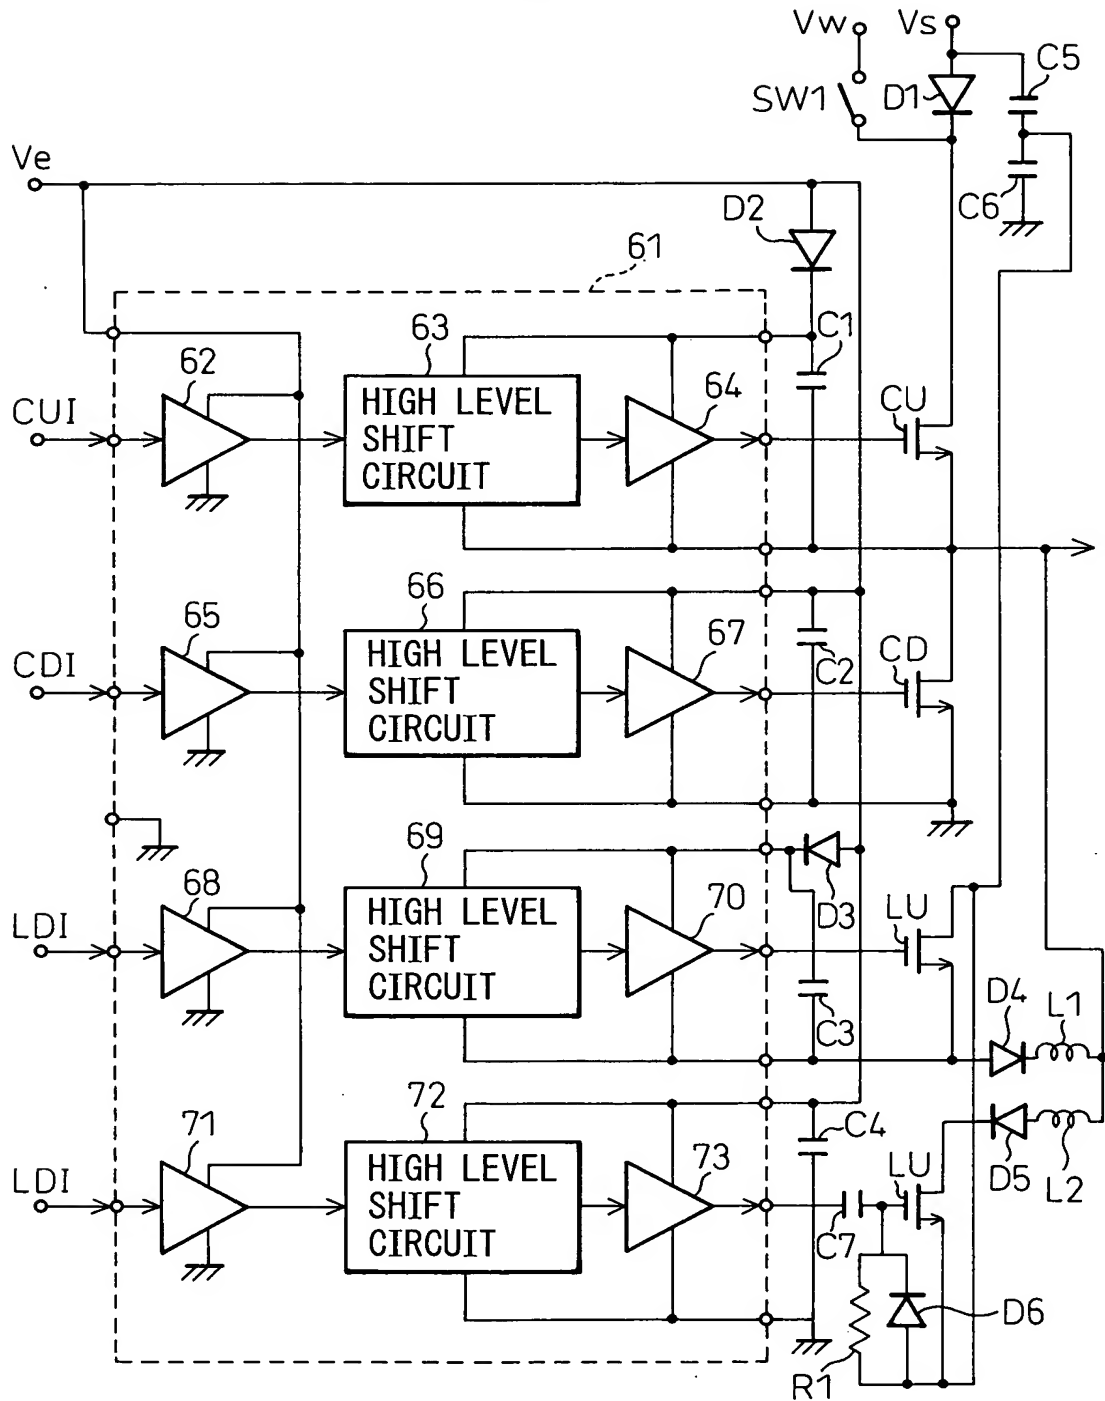 Vw Vs
C5
SW1 D1
Ve
C6
D2
61
63 C1
62 64
CUI HIGH LEVEL SHIFT CIRCUIT CU
66
65 67
CDI HIGH LEVEL SHIFT CIRCUIT C2 CD
69
68 70 D3 LU
LDI HIGH LEVEL SHIFT CIRCUIT
C3 D4 L1
72 C4
71 73 LU D5 L2
LDI HIGH LEVEL SHIFT CIRCUIT
C7
D6
R1